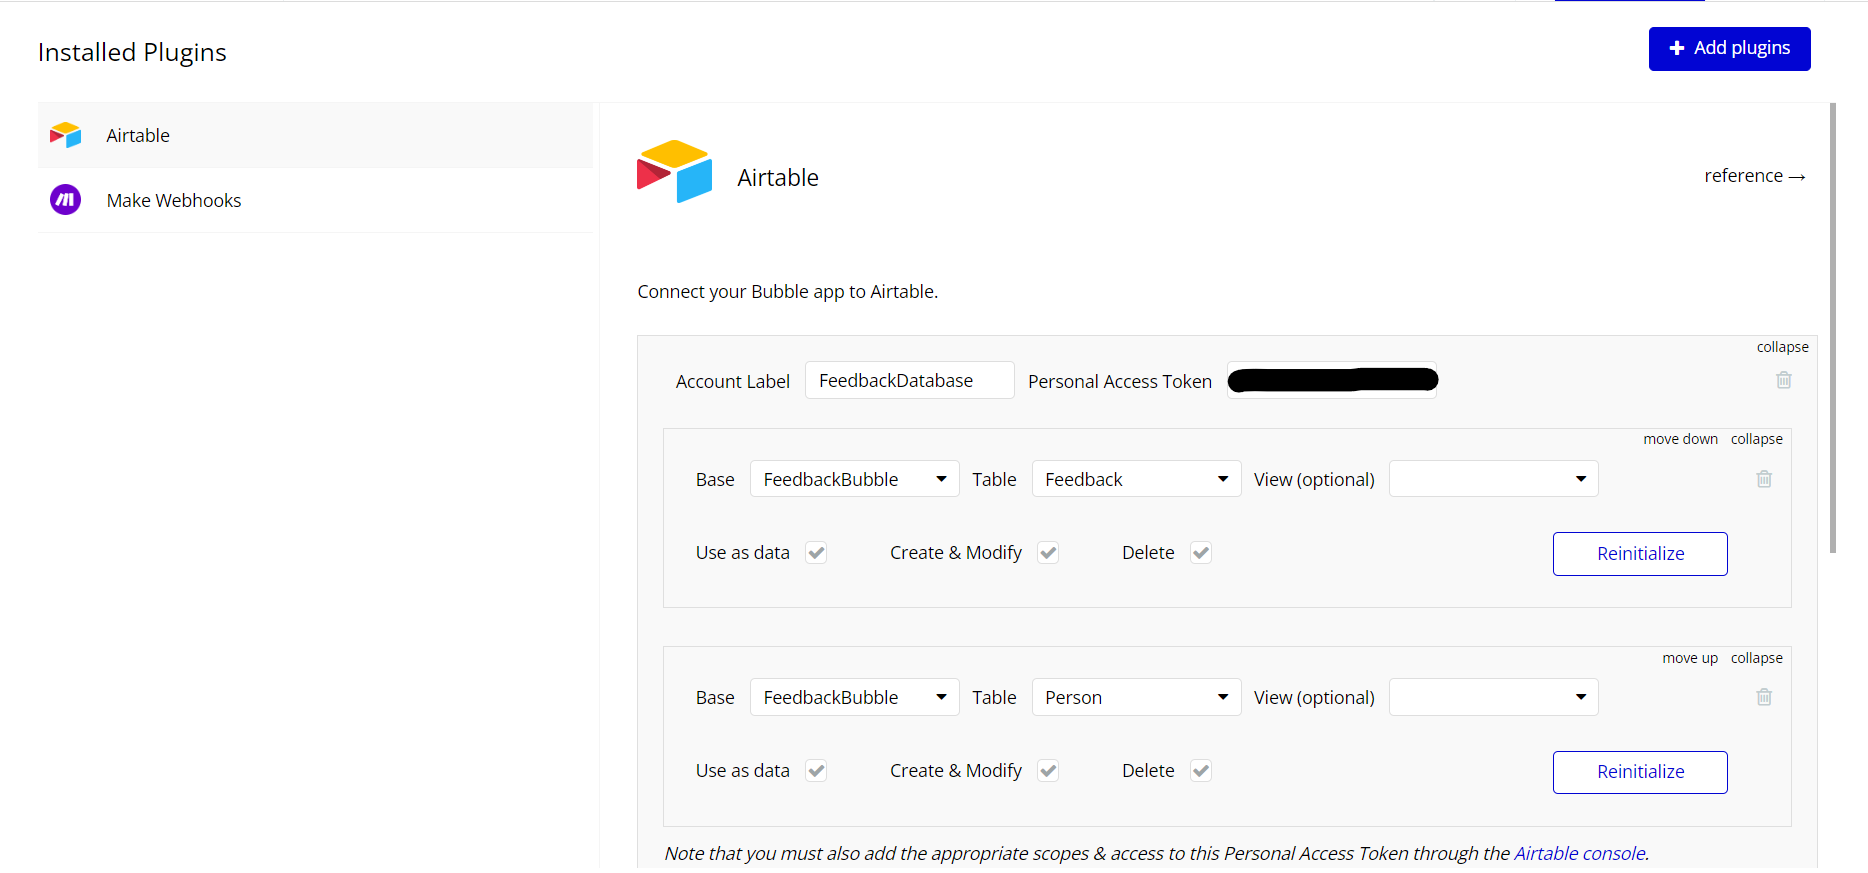 Installed Plugins
Add plugins
Airtable
Make Webhooks
Airtable
reference →
Connect your Bubble app to Airtable.
collapse
Account Label FeedbackDatabase Personal Access Token
move down collapse
Base FeedbackBubble Table Feedback View (optional)
Use as data Create & Modify Delete Reinitialize
move up collapse
Base FeedbackBubble Table Person View (optional)
Use as data Create & Modify Delete Reinitialize
Note that you must also add the appropriate scopes & access to this Personal Access Token through the Airtable console.